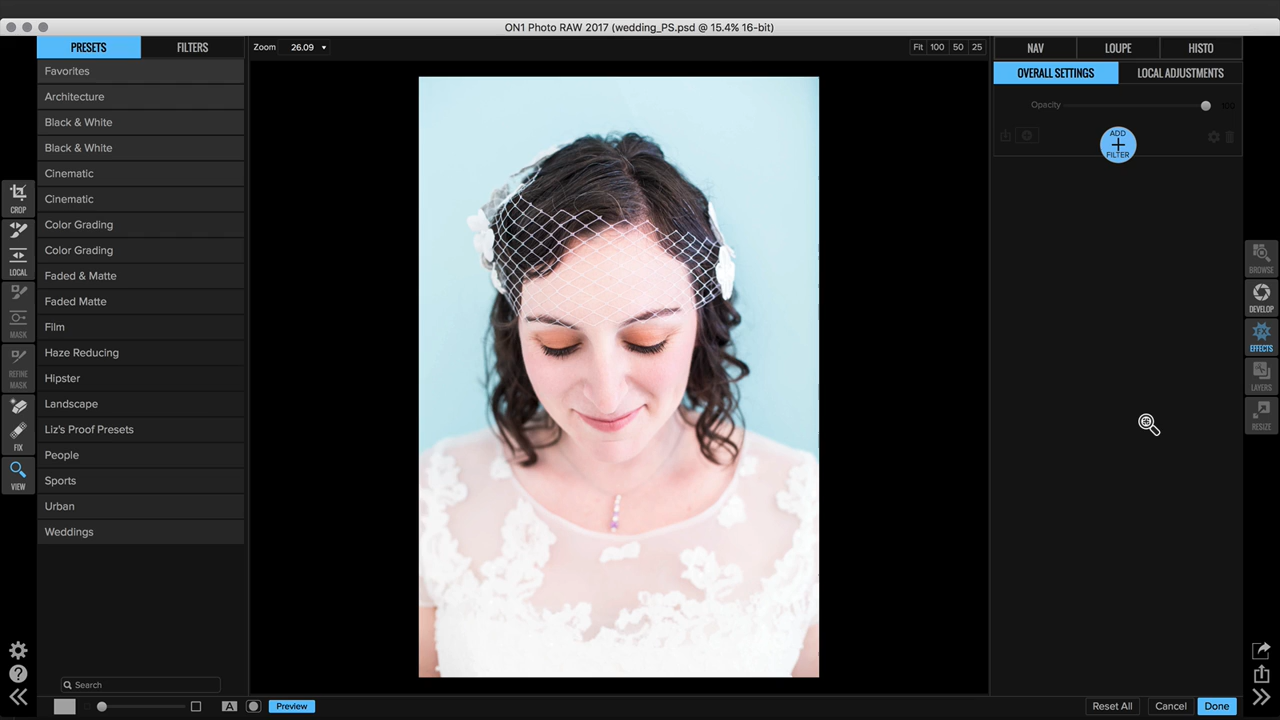 ON1 Photo RAW 2017 (wedding_PS.psd @ 15.4% 16-bit)
PRESETS
FILTERS
Zoom 26.09
Fit 100 50 25
NAV
LOUPE
HISTO
OVERALL SETTINGS
LOCAL ADJUSTMENTS
Opacity 100
ADD
FILTER
Favorites
Architecture
Black & White
Black & White
Cinematic
Cinematic
Color Grading
Color Grading
Faded & Matte
Faded Matte
Film
Haze Reducing
Hipster
Landscape
Liz's Proof Presets
People
Sports
Urban
Weddings
CROP
LOCAL
MASK
REFINE
MASK
FIX
VIEW
BROWSE
DEVELOP
EFFECTS
LAYERS
RESIZE
Search
A
Preview
Reset All
Cancel
Done